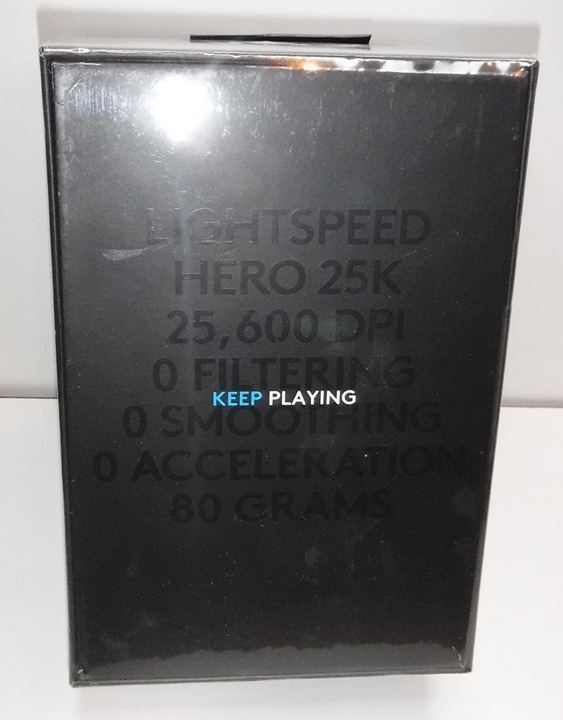 LIGHTSPEED
HERO 25K
25,600 DPI
0 FILTERING
KEEP PLAYING
0 SMOOTHING
0 ACCELERATION
80 GRAMS